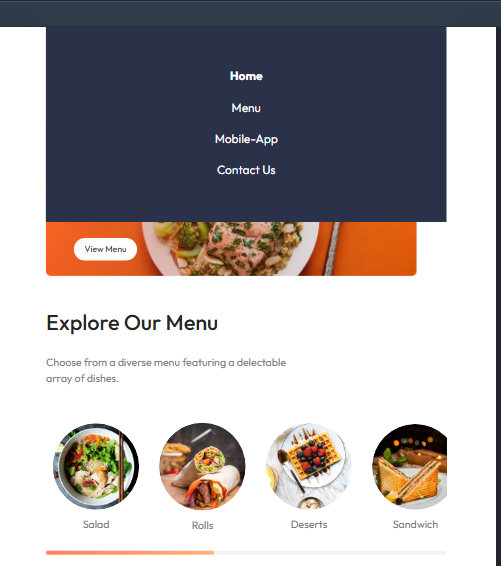 Home
Menu
Mobile-App
Contact Us
View Menu
Explore Our Menu
Choose from a diverse menu featuring a delectable
array of dishes.
Salad
Rolls
Deserts
Sandwich